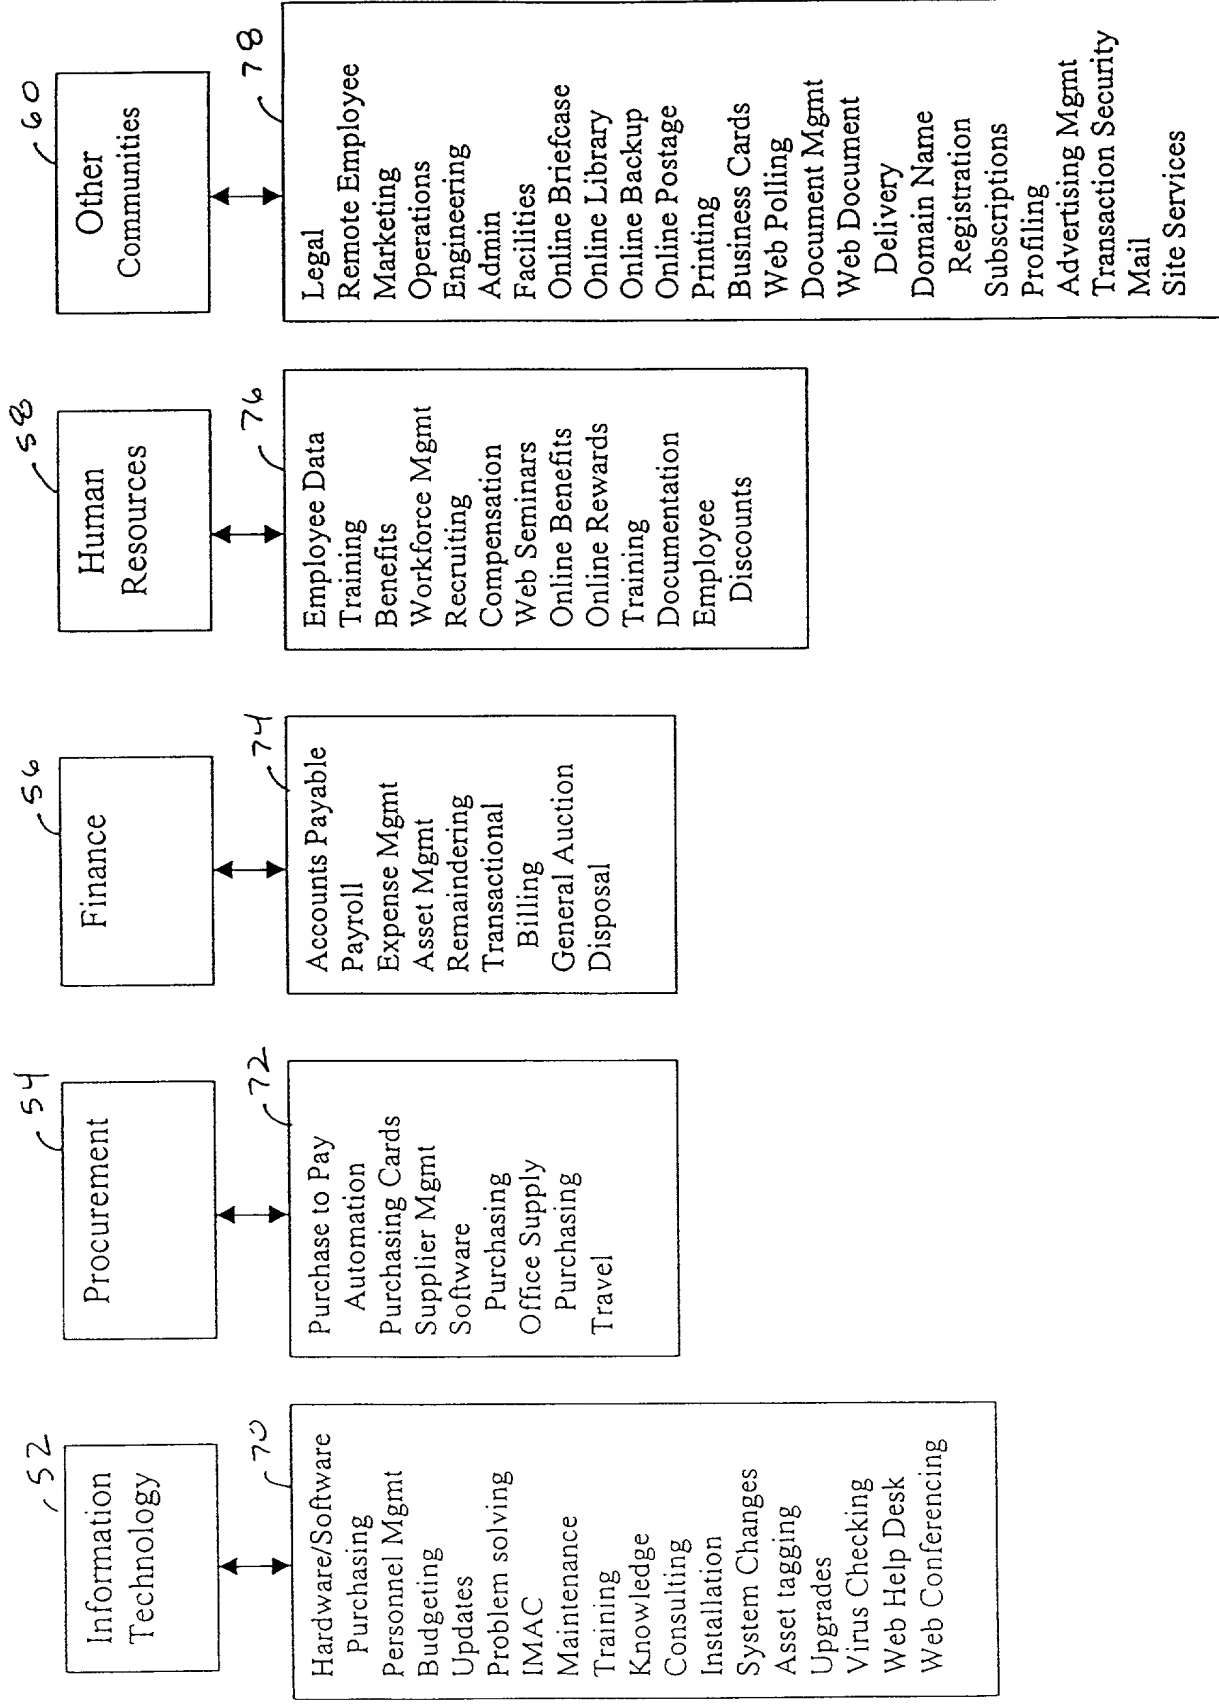 52
Information
Technology
70
Hardware/Software
Purchasing
Personnel Mgmt
Budgeting
Updates
Problem solving
IMAC
Maintenance
Training
Knowledge
Consulting
Installation
System Changes
Asset tagging
Upgrades
Virus Checking
Web Help Desk
Web Conferencing
54
Procurement
72
Purchase to Pay
Automation
Purchasing Cards
Supplier Mgmt
Software
Purchasing
Office Supply
Purchasing
Travel
56
Finance
74
Accounts Payable
Payroll
Expense Mgmt
Asset Mgmt
Remaindering
Transactional
Billing
General Auction
Disposal
58
Human
Resources
76
Employee Data
Training
Benefits
Workforce Mgmt
Recruiting
Compensation
Web Seminars
Online Benefits
Online Rewards
Training
Documentation
Employee
Discounts
60
Other
Communities
78
Legal
Remote Employee
Marketing
Operations
Engineering
Admin
Facilities
Online Briefcase
Online Library
Online Backup
Online Postage
Printing
Business Cards
Web Polling
Document Mgmt
Web Document
Delivery
Domain Name
Registration
Subscriptions
Profiling
Advertising Mgmt
Transaction Security
Mail
Site Services